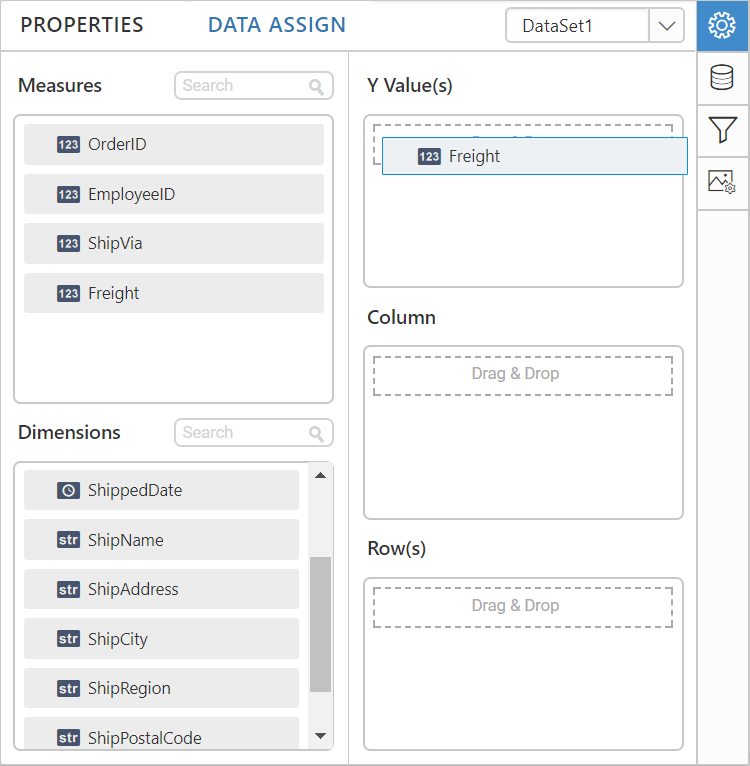 PROPERTIES
DATA ASSIGN
DataSet1
Measures
Search
123 OrderID
123 EmployeeID
123 ShipVia
123 Freight
Dimensions
Search
ShippedDate
str ShipName
str ShipAddress
str ShipCity
str ShipRegion
str ShipPostalCode
Y Value(s)
123 Freight
Column
Drag & Drop
Row(s)
Drag & Drop